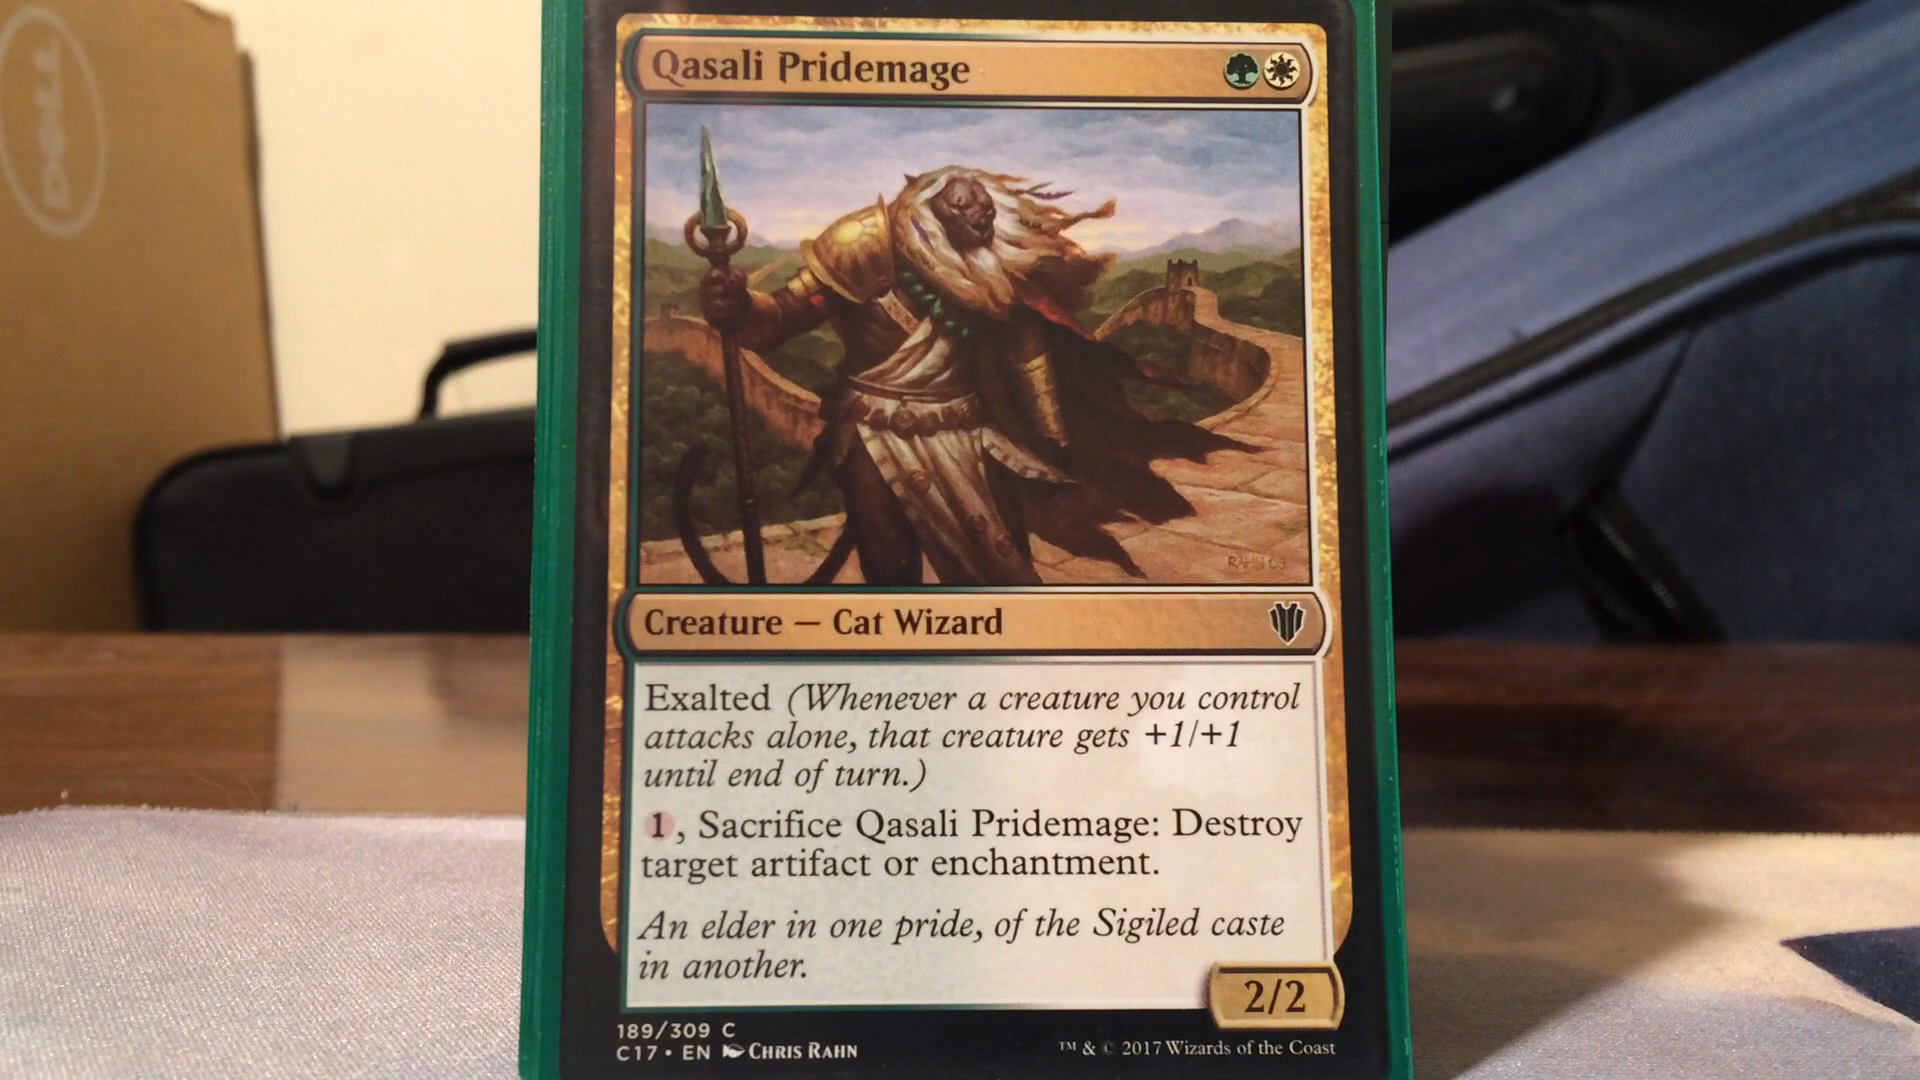 DELL
Qasali Pridemage
Creature — Cat Wizard
Exalted (Whenever a creature you control
attacks alone, that creature gets +1/+1
until end of turn.)
1, Sacrifice Qasali Pridemage: Destroy
target artifact or enchantment.
An elder in one pride, of the Sigiled caste
in another.
2/2
189/309 C
C17 • EN Chris Rahn
™ & © 2017 Wizards of the Coast